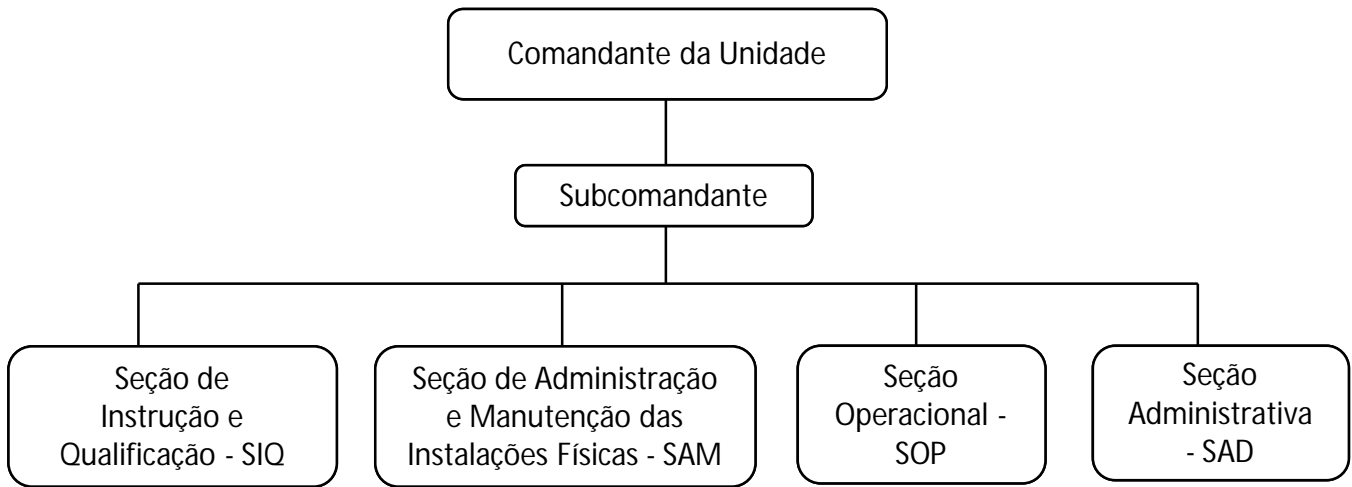 Comandante da Unidade
Subcomandante
Seção de
Instrução e
Qualificação - SIQ
Seção de Administração
e Manutenção das
Instalações Físicas - SAM
Seção
Operacional -
SOP
Seção
Administrativa
- SAD